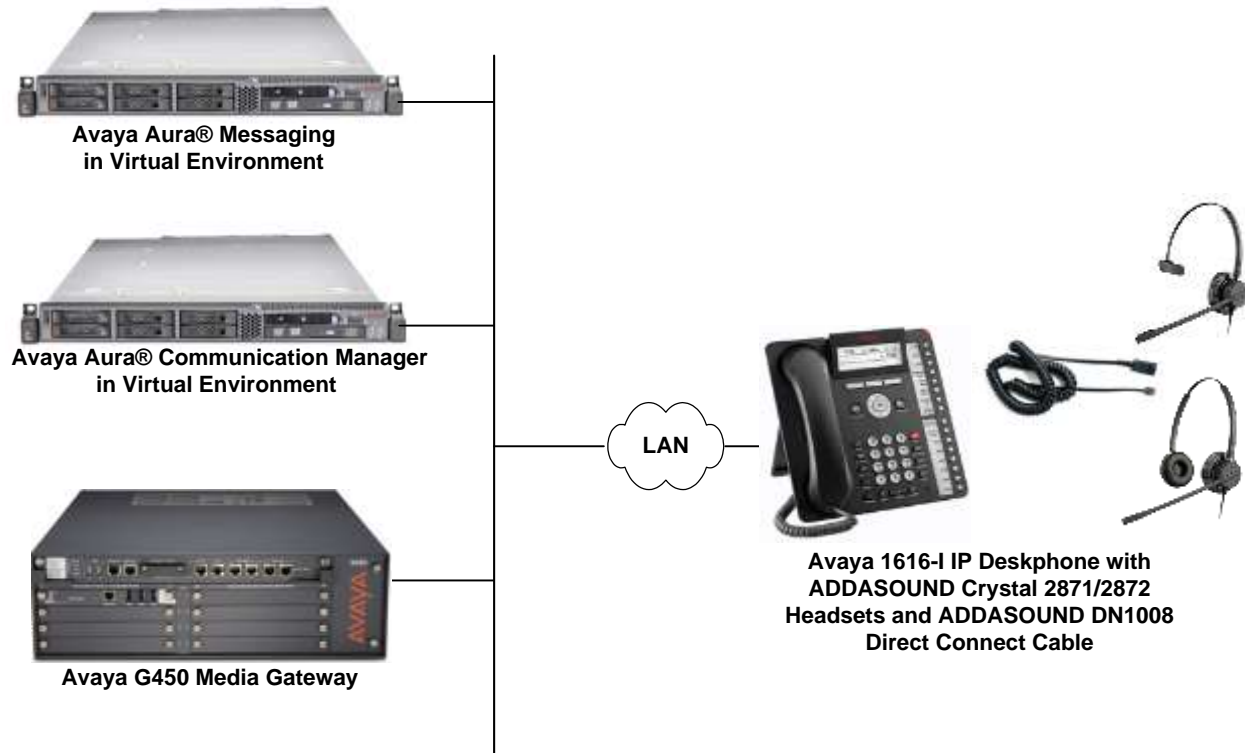 Avaya Aura® Messaging
in Virtual Environment
Avaya Aura® Communication Manager
in Virtual Environment
AVAYA
Avaya G450 Media Gateway
LAN
Avaya 1616-I IP Deskphone with
ADDASOUND Crystal 2871/2872
Headsets and ADDASOUND DN1008
Direct Connect Cable